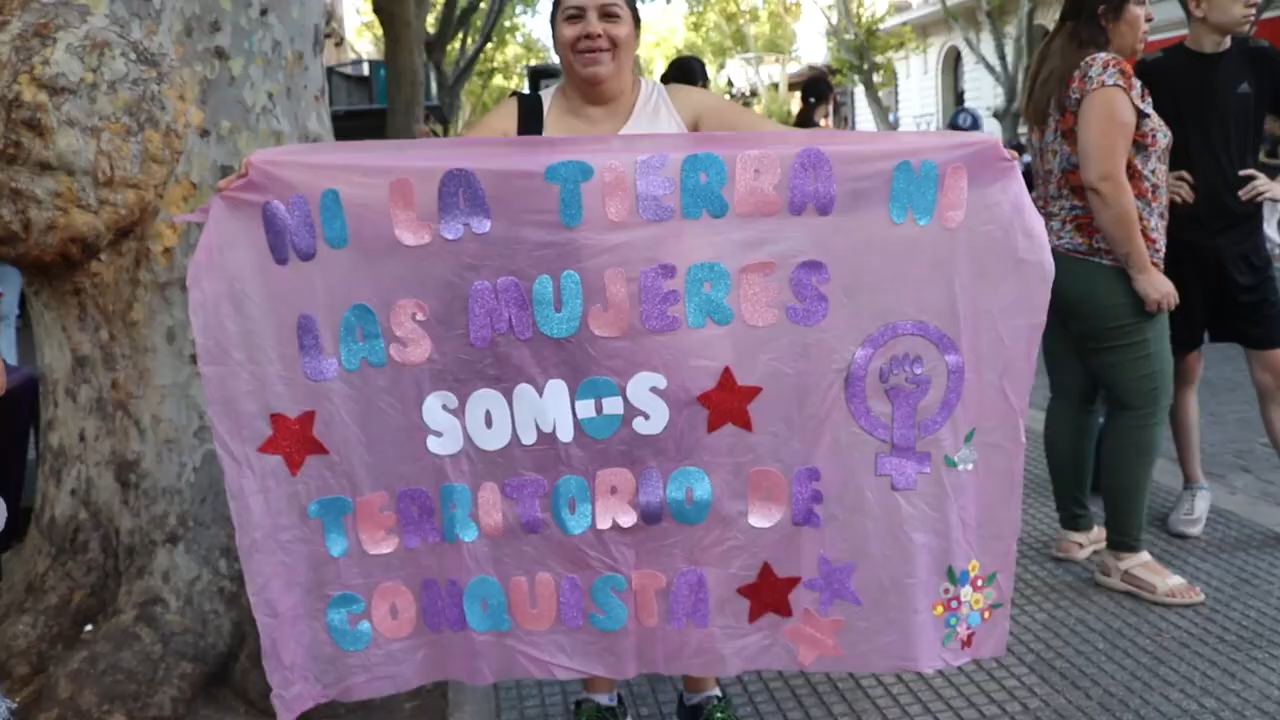 NI LA TIERRA NI
LAS MUJERES
SOMOS
TERRITORIO DE
CONQUISTA